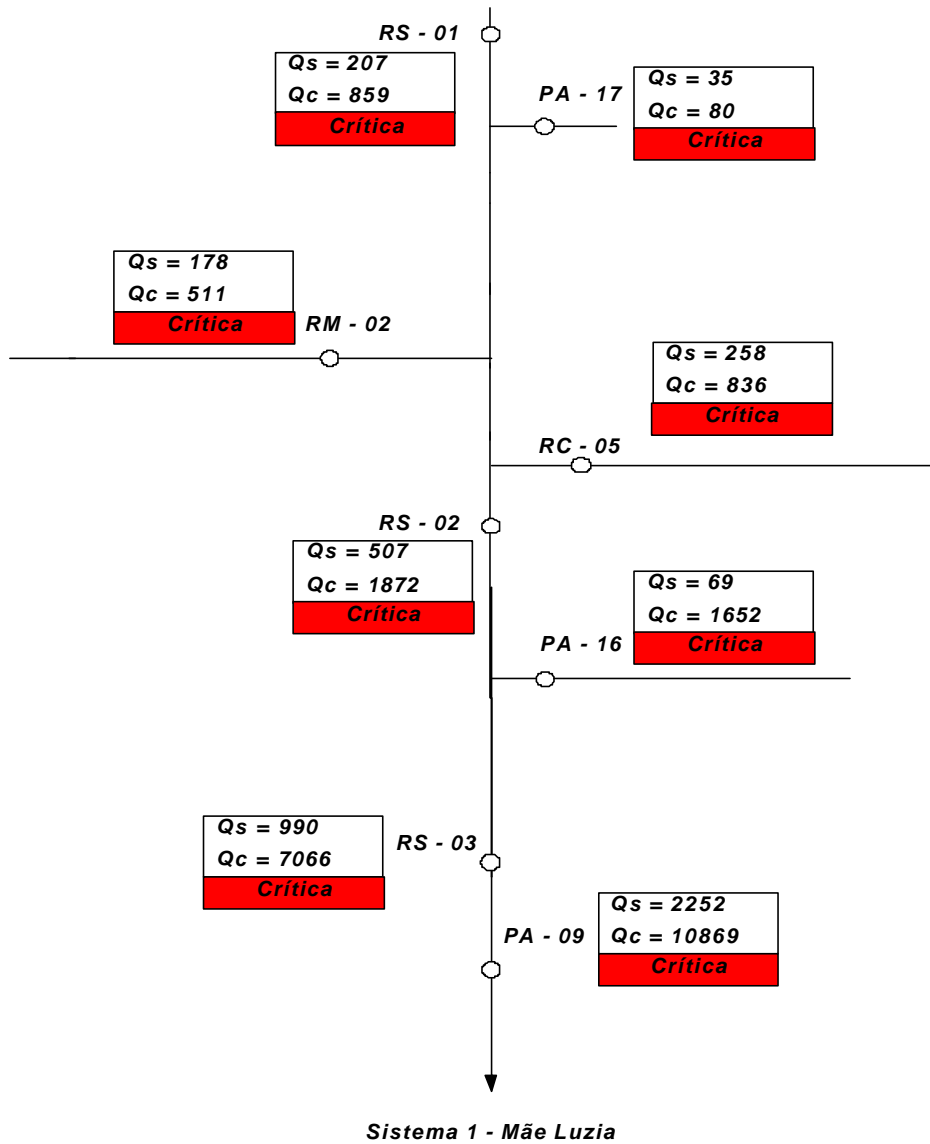 RS - 01
Qs = 207
Qc = 859
Crítica
PA - 17
Qs = 35
Qc = 80
Crítica
Qs = 178
Qc = 511
Crítica
RM - 02
Qs = 258
Qc = 836
Crítica
RC - 05
RS - 02
Qs = 507
Qc = 1872
Crítica
Qs = 69
Qc = 1652
Crítica
PA - 16
Qs = 990
Qc = 7066
Crítica
RS - 03
PA - 09
Qs = 2252
Qc = 10869
Crítica
Sistema 1 - Mãe Luzia